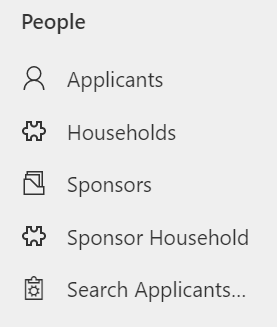 People
Applicants
Households
Sponsors
Sponsor Household
Search Applicants...